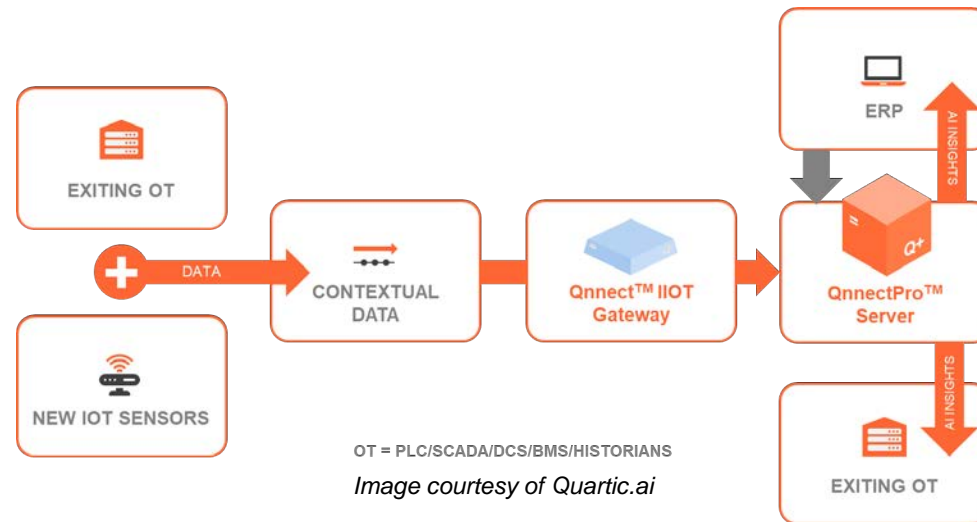 EXITING OT
DATA
NEW IOT SENSORS
CONTEXTUAL
DATA
Qnnect™ IIOT
Gateway
ERP
AI INSIGHTS
=
Q+
QnnectPro™
Server
AI INSIGHTS
EXITING OT
OT = PLC/SCADA/DCS/BMS/HISTORIANS
Image courtesy of Quartic.ai